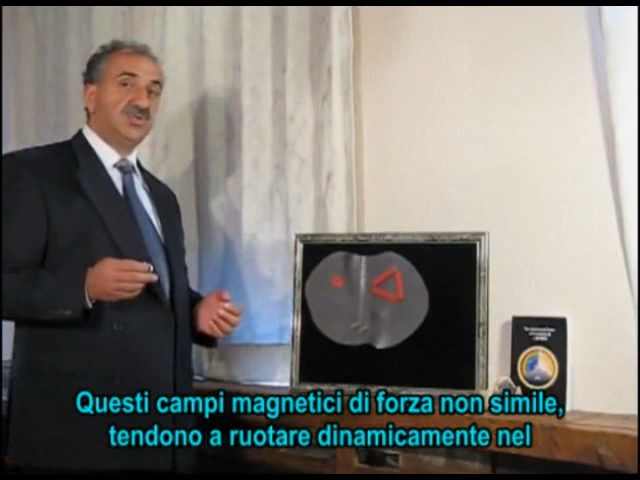 Questi campi magnetici di forza non simile,
tendono a ruotare dinamicamente nel